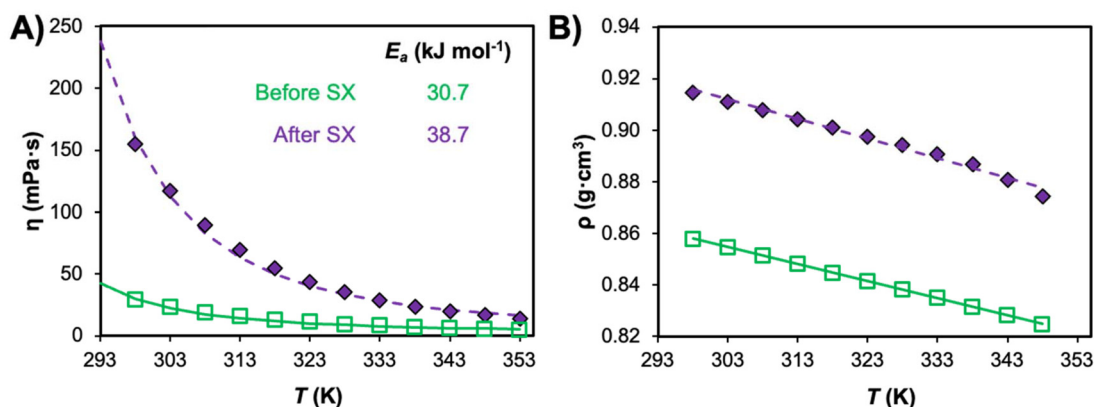 A)
250
200
150
100
50
0
η (mPa·s)
Eₐ (kJ mol⁻¹)
Before SX 30.7
After SX 38.7
293 303 313 323 333 343 353
T (K)
B)
0.94
0.92
0.90
0.88
0.86
0.84
0.82
ρ (g·cm³)
293 303 313 323 333 343 353
T (K)